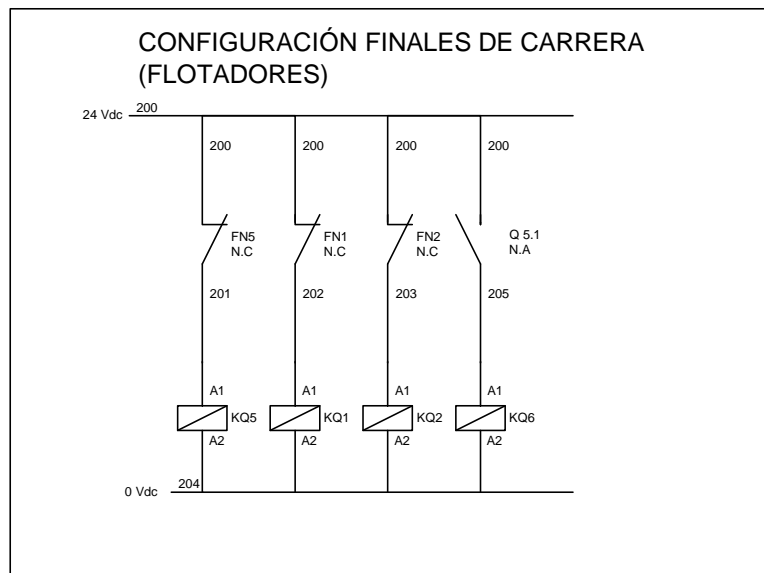 CONFIGURACIÓN FINALES DE CARRERA
(FLOTADORES)
24 Vdc 200
200 200 200 200
FN5 FN1 FN2 Q 5.1
N.C N.C N.C N.A
201 202 203 205
A1 A1 A1 A1
KQ5 KQ1 KQ2 KQ6
A2 A2 A2 A2
0 Vdc 204